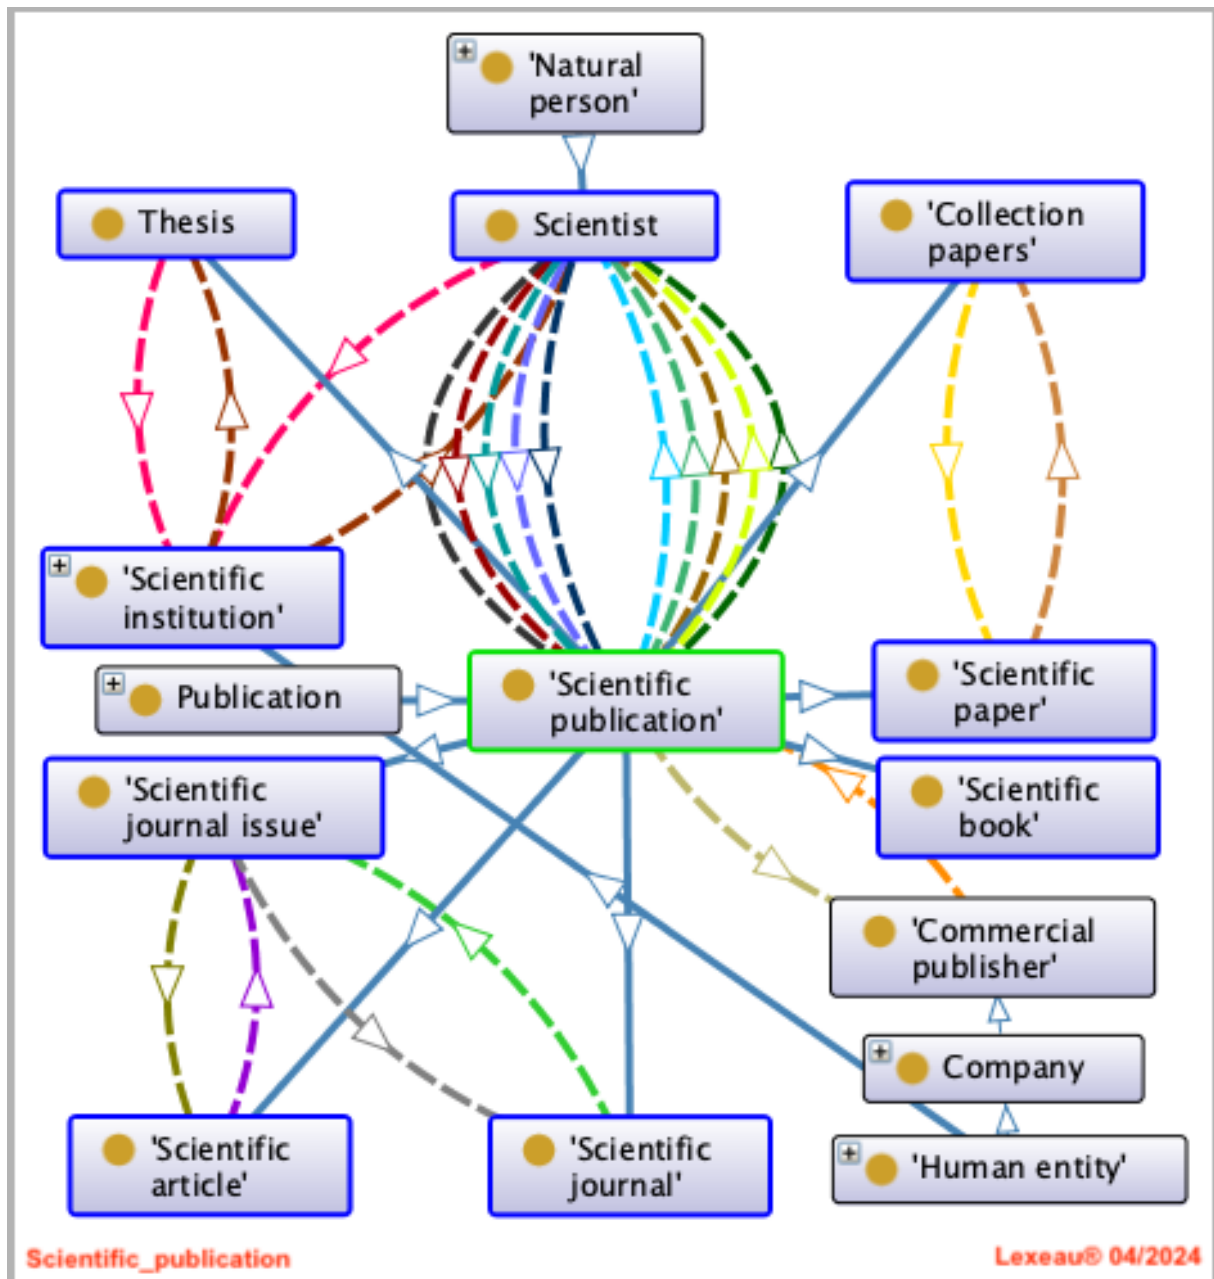 'Natural
person'
Thesis
Scientist
'Collection
papers'
'Scientific
institution'
Publication
'Scientific
publication'
'Scientific
paper'
'Scientific
journal issue'
'Scientific
book'
'Commercial
publisher'
Company
'Scientific
article'
'Scientific
journal'
'Human entity'
Scientific_publication
Lexeau® 04/2024